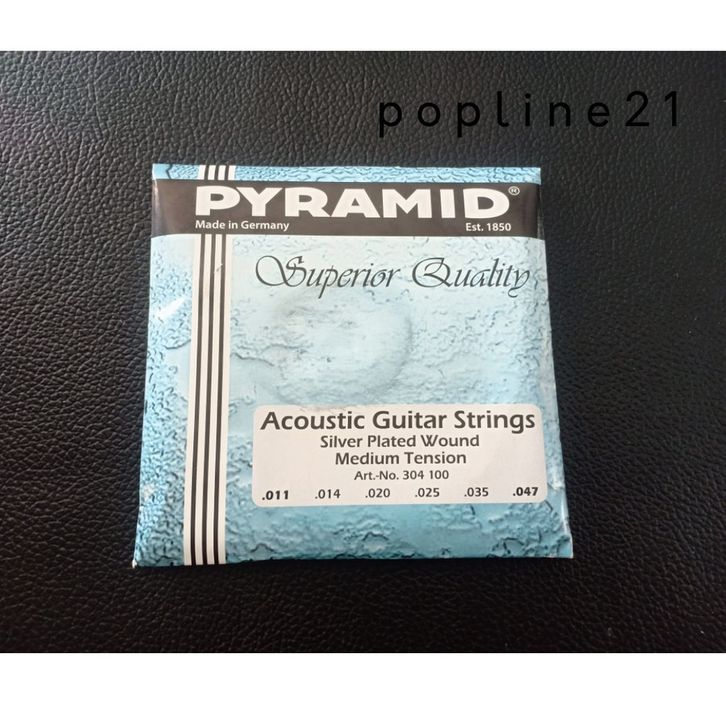 popline21
PYRAMID®
Made in Germany Est. 1850
Superior Quality
Acoustic Guitar Strings
Silver Plated Wound
Medium Tension
Art.-No. 304 100
.011 .014 .020 .025 .035 .047